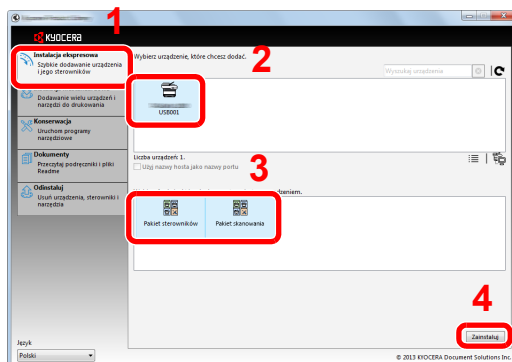 1
KYOCERA
Instalacja ekspresowa
Szybkie dodawanie urządzenia
i jego sterowników
Dodawanie wielu urządzeń i
narzędzi do drukowania
Konserwacja
Uruchom programy
narzędziowe
Dokumenty
Przeczytaj podręczniki i pliki
Readme
Odinstaluj
Usuń urządzenia, sterowniki i
narzędzia
Język
Polski
Wybierz urządzenie, które chcesz dodać.
2
Wyszukaj urządzenia
USB001
Liczba urządzeń: 1.
Użyj nazwy hosta jako nazwy portu
3
urządzeniem.
Pakiet sterowników
Pakiet skanowania
4
Zainstaluj
© 2013 KYOCERA Document Solutions Inc.